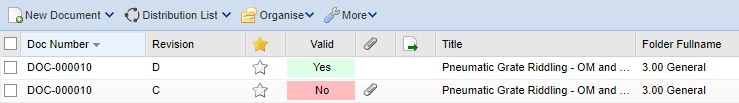 New Document Distribution List Organise More
Doc Number Revision Valid Title Folder Fullname
DOC-000010 D Yes Pneumatic Grate Riddling - OM and ... 3.00 General
DOC-000010 C No Pneumatic Grate Riddling - OM and ... 3.00 General